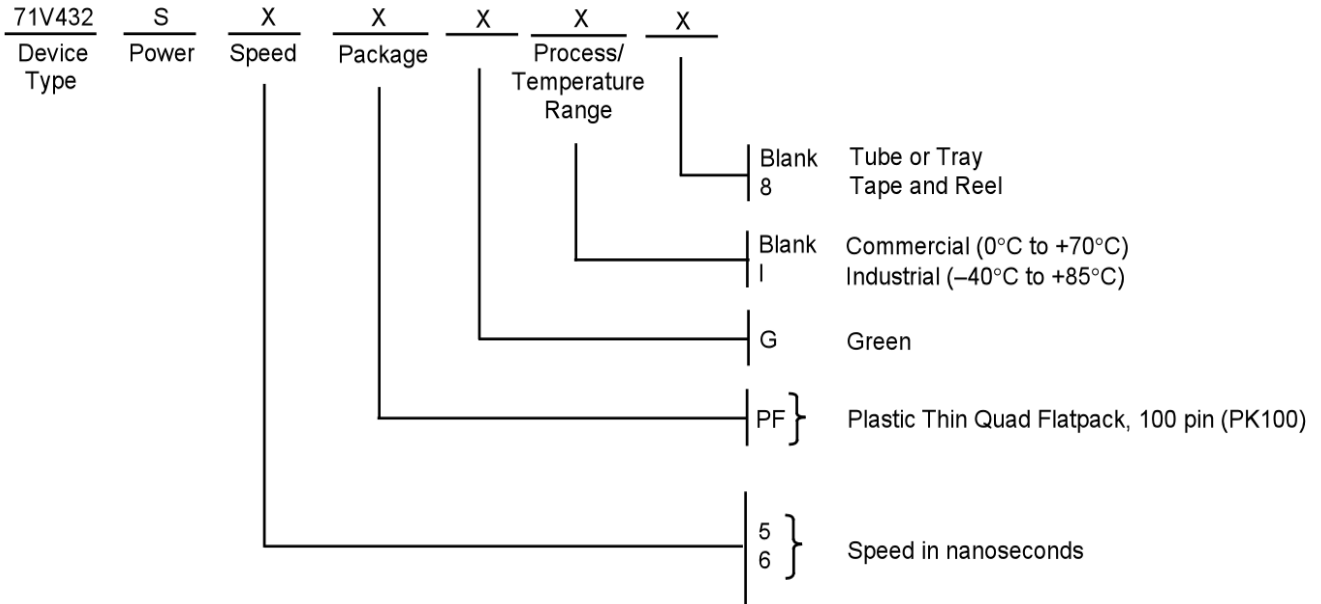 71V432 S X X X X X
Device Type Power Speed Package Process/ Temperature Range
Blank Tube or Tray
8 Tape and Reel
Blank Commercial (0°C to +70°C)
I Industrial (–40°C to +85°C)
G Green
PF } Plastic Thin Quad Flatpack, 100 pin (PK100)
5
6 } Speed in nanoseconds